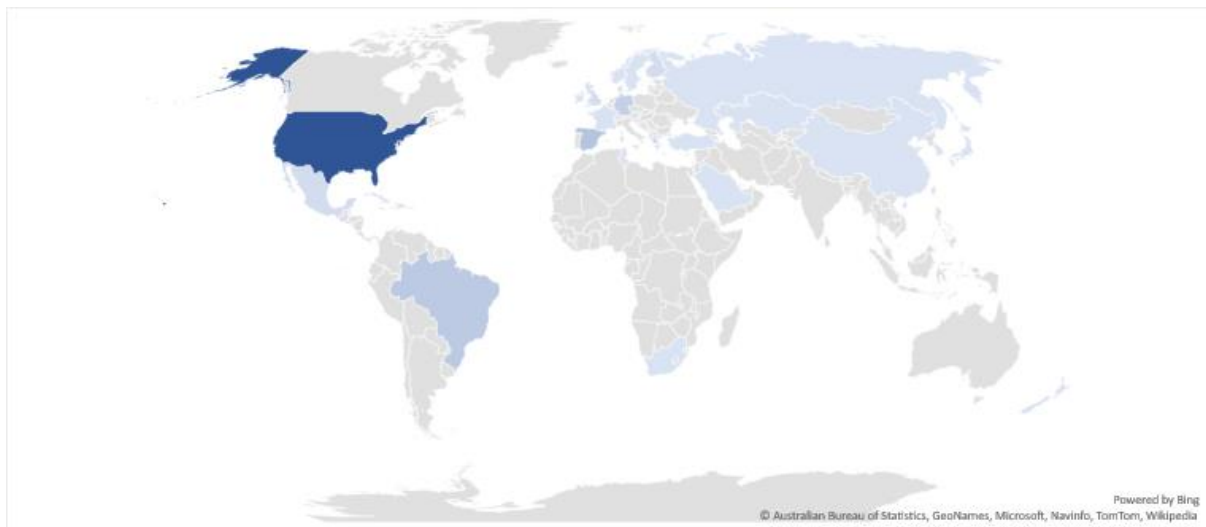 Powered by Bing
© Australian Bureau of Statistics, GeoNames, Microsoft, Navinfo, TomTom, Wikipedia